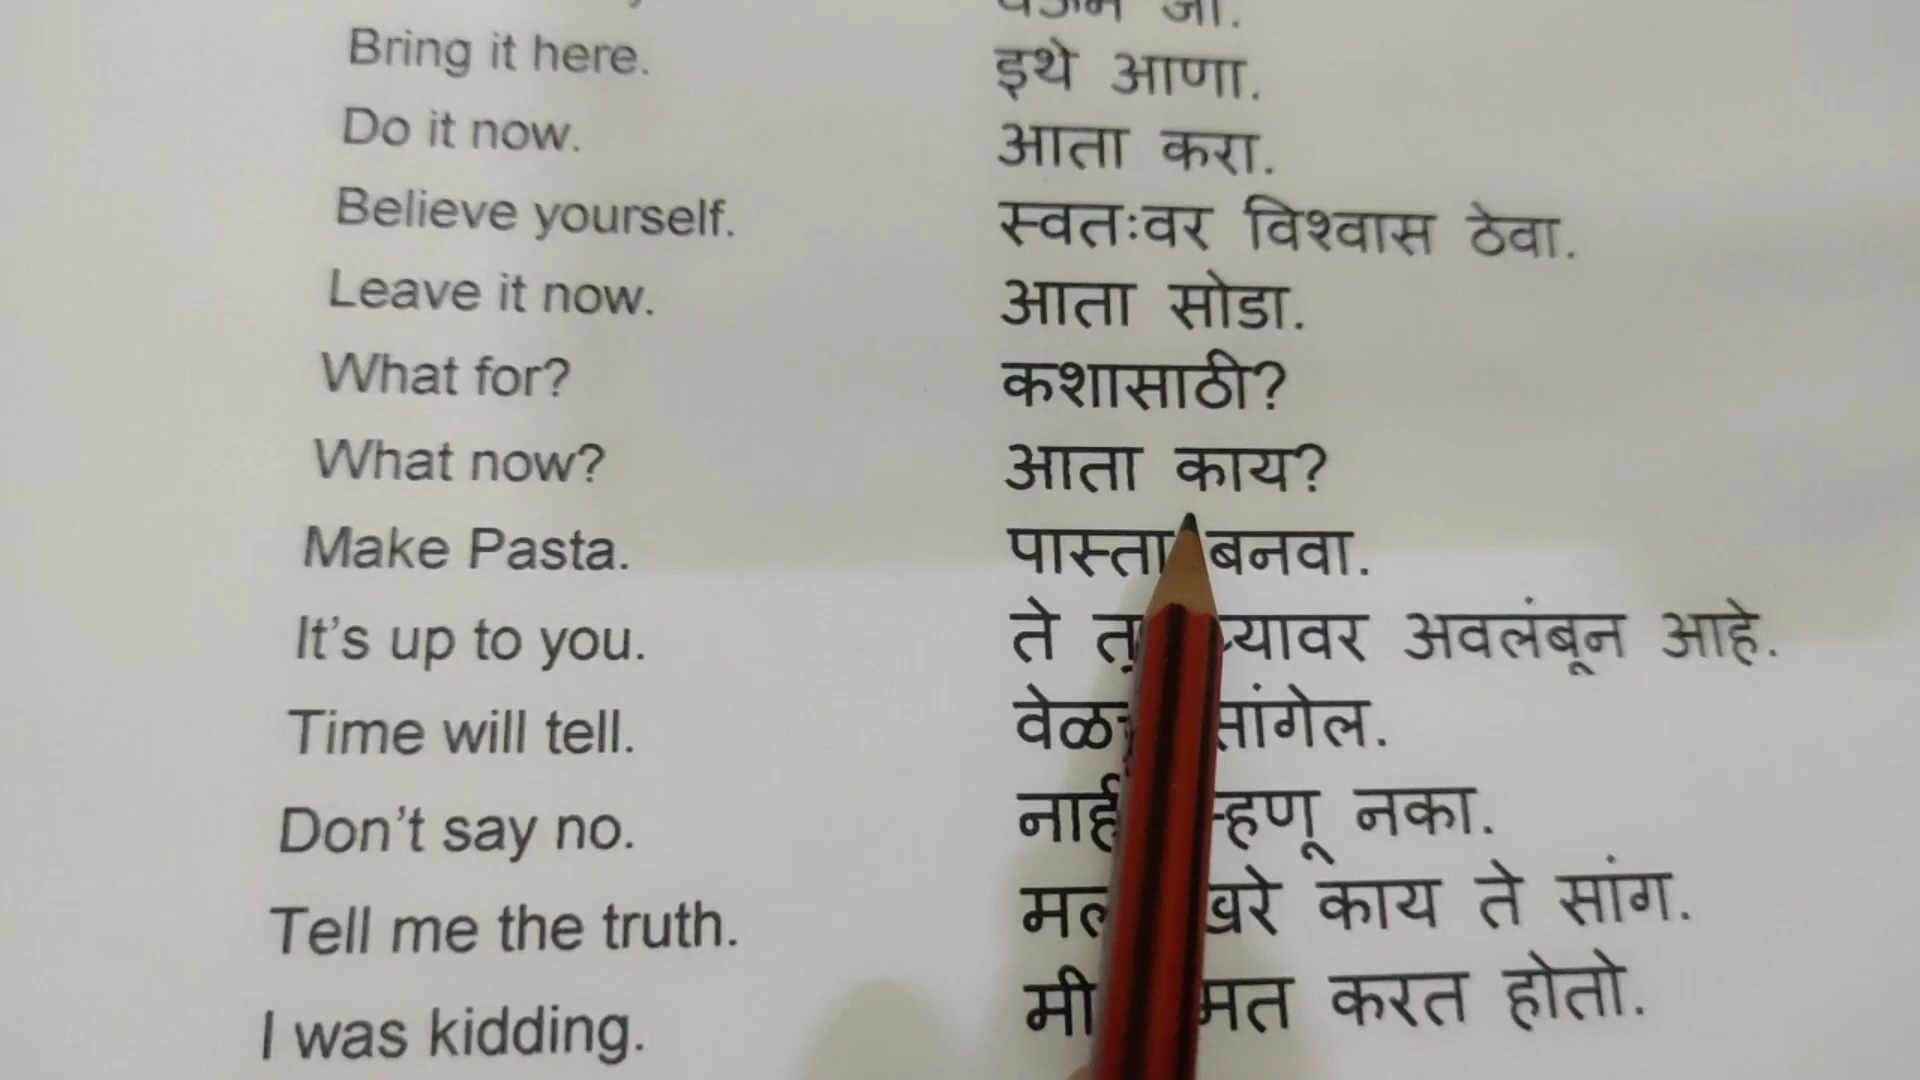 जा.
Bring it here. इथे आणा.
Do it now. आता करा.
Believe yourself. स्वतःवर विश्वास ठेवा.
Leave it now. आता सोडा.
What for? कशासाठी?
What now? आता काय?
Make Pasta. पास्ता बनवा.
It's up to you. ते अवलंबून आहे.
Time will tell. सांगेल.
Don't say no. म्हणू नका.
Tell me the truth. खरे काय ते सांग.
I was kidding. मी करत होतो.